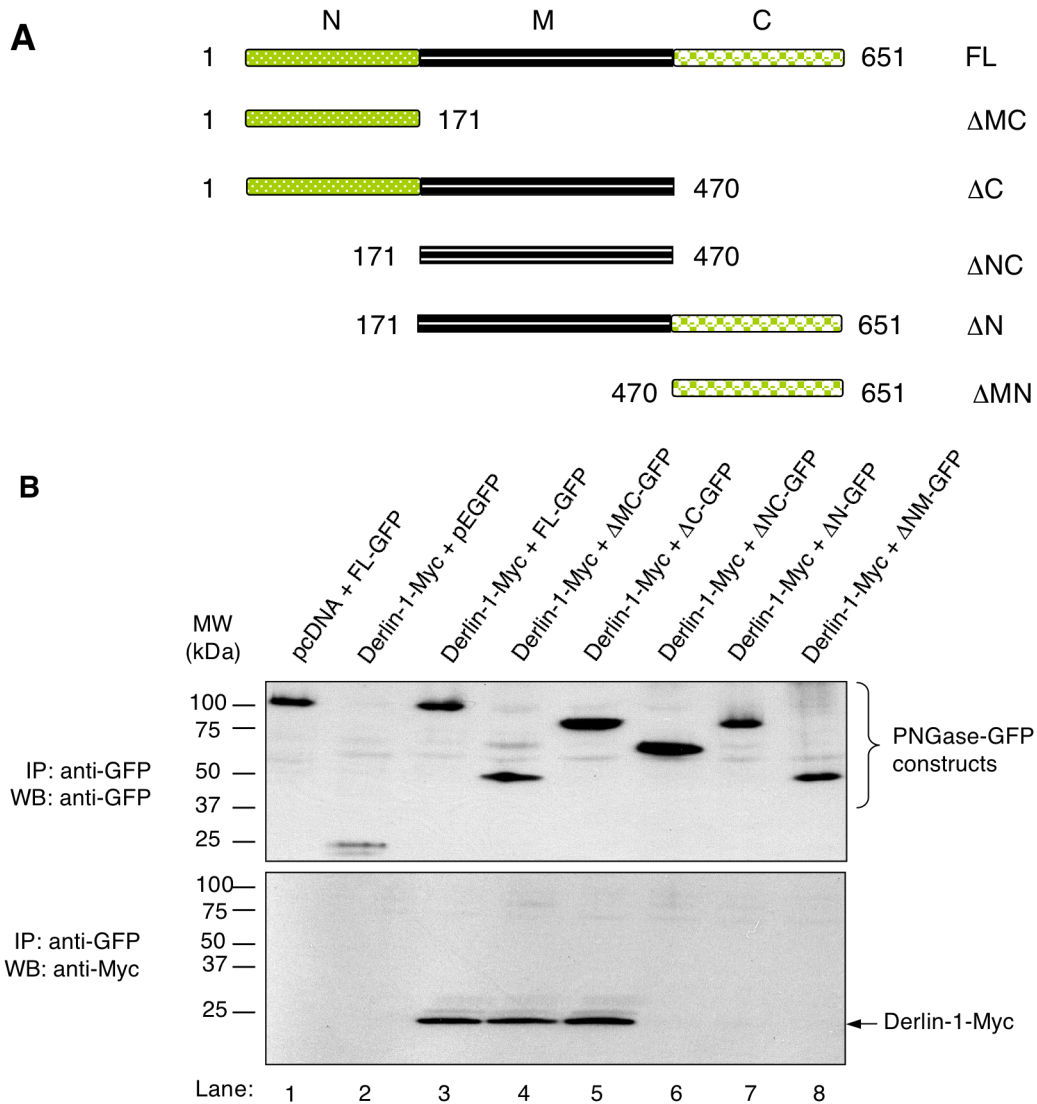 A
N M C
1 651 FL
1 171 ΔMC
1 470 ΔC
171 470 ΔNC
171 651 ΔN
470 651 ΔMN
B
pcDNA + FL-GFP
Derlin-1-Myc + pEGFP
Derlin-1-Myc + FL-GFP
Derlin-1-Myc + ΔMC-GFP
Derlin-1-Myc + ΔC-GFP
Derlin-1-Myc + ΔNC-GFP
Derlin-1-Myc + ΔN-GFP
Derlin-1-Myc + ΔNM-GFP
MW
(kDa)
100
75
50
37
25
IP: anti-GFP
WB: anti-GFP
PNGase-GFP
constructs
100
75
50
37
25
IP: anti-GFP
WB: anti-Myc
Derlin-1-Myc
Lane: 1 2 3 4 5 6 7 8